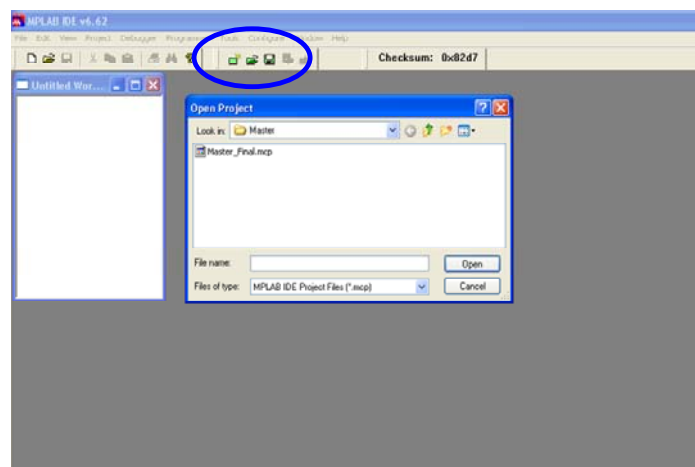 MPLAB IDE v6.62
File Edit View Project Debugger Programmer Tools Configure Window Help
Checksum: 0x82d7
Untitled Wor...
Open Project
Look in: Master
Master_Final.mcp
File name:
Open
Files of type: MPLAB IDE Project Files (*.mcp)
Cancel